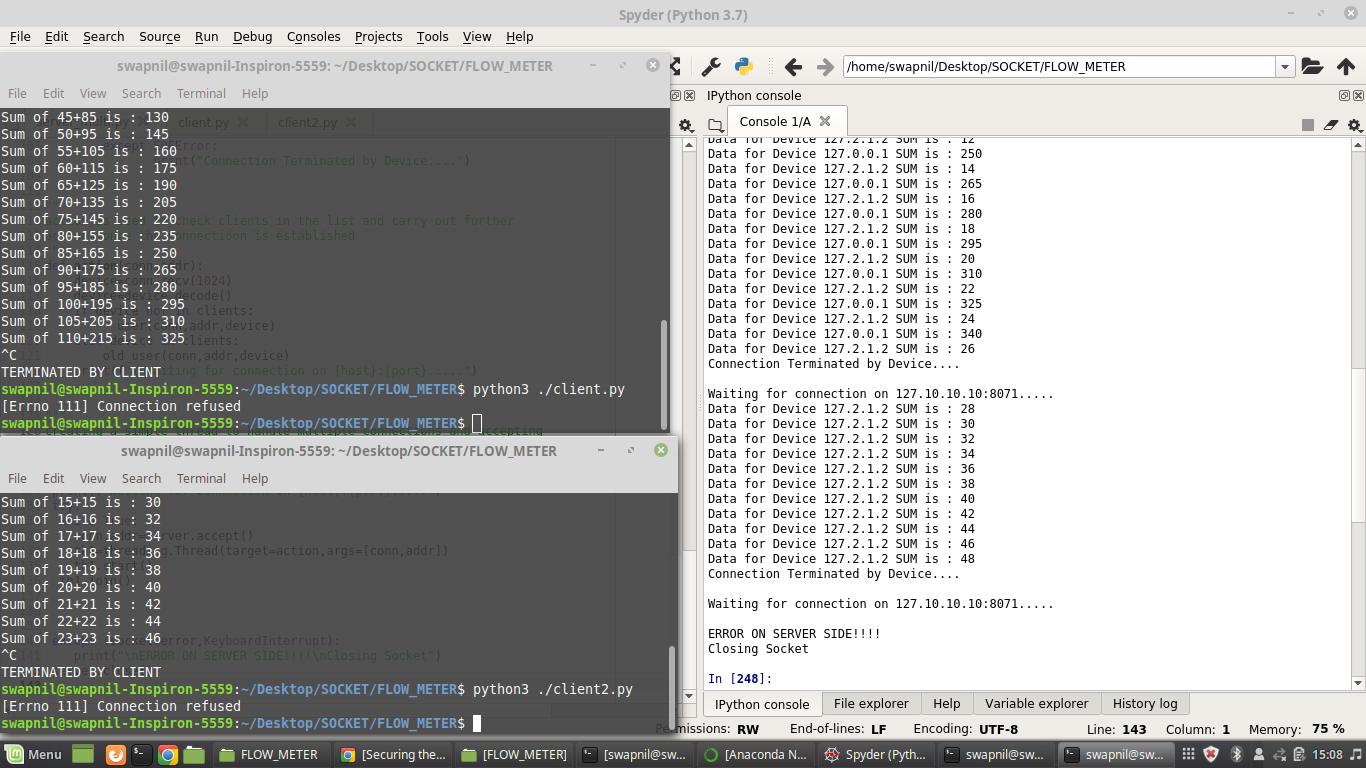 Spyder (Python 3.7)
File Edit Search Source Run Debug Consoles Projects Tools View Help
/home/swapnil/Desktop/SOCKET/FLOW_METER
swapnil@swapnil-Inspiron-5559: ~/Desktop/SOCKET/FLOW_METER
File Edit View Search Terminal Help
client.py client2.py
Sum of 45+85 is : 130
Sum of 50+95 is : 145
Sum of 55+105 is : 160
Sum of 60+115 is : 175
Sum of 65+125 is : 190
Sum of 70+135 is : 205
Sum of 75+145 is : 220
Sum of 80+155 is : 235
Sum of 85+165 is : 250
Sum of 90+175 is : 265
Sum of 95+185 is : 280
Sum of 100+195 is : 295
Sum of 105+205 is : 310
Sum of 110+215 is : 325
^C
TERMINATED BY CLIENT
swapnil@swapnil-Inspiron-5559:~/Desktop/SOCKET/FLOW_METER$ python3 ./client.py
[Errno 111] Connection refused
swapnil@swapnil-Inspiron-5559:~/Desktop/SOCKET/FLOW_METER$
swapnil@swapnil-Inspiron-5559: ~/Desktop/SOCKET/FLOW_METER
File Edit View Search Terminal Help
Sum of 15+15 is : 30
Sum of 16+16 is : 32
Sum of 17+17 is : 34
Sum of 18+18 is : 36
Sum of 19+19 is : 38
Sum of 20+20 is : 40
Sum of 21+21 is : 42
Sum of 22+22 is : 44
Sum of 23+23 is : 46
^C
TERMINATED BY CLIENT
swapnil@swapnil-Inspiron-5559:~/Desktop/SOCKET/FLOW_METER$ python3 ./client2.py
[Errno 111] Connection refused
swapnil@swapnil-Inspiron-5559:~/Desktop/SOCKET/FLOW_METER$
IPython console
Console 1/A
Data for Device 127.2.1.2 SUM is : 12
Data for Device 127.0.0.1 SUM is : 250
Data for Device 127.2.1.2 SUM is : 14
Data for Device 127.0.0.1 SUM is : 265
Data for Device 127.2.1.2 SUM is : 16
Data for Device 127.0.0.1 SUM is : 280
Data for Device 127.2.1.2 SUM is : 18
Data for Device 127.0.0.1 SUM is : 295
Data for Device 127.2.1.2 SUM is : 20
Data for Device 127.0.0.1 SUM is : 310
Data for Device 127.2.1.2 SUM is : 22
Data for Device 127.0.0.1 SUM is : 325
Data for Device 127.2.1.2 SUM is : 24
Data for Device 127.0.0.1 SUM is : 340
Data for Device 127.2.1.2 SUM is : 26
Connection Terminated by Device....
Waiting for connection on 127.10.10.10:8071.....
Data for Device 127.2.1.2 SUM is : 28
Data for Device 127.2.1.2 SUM is : 30
Data for Device 127.2.1.2 SUM is : 32
Data for Device 127.2.1.2 SUM is : 34
Data for Device 127.2.1.2 SUM is : 36
Data for Device 127.2.1.2 SUM is : 38
Data for Device 127.2.1.2 SUM is : 40
Data for Device 127.2.1.2 SUM is : 42
Data for Device 127.2.1.2 SUM is : 44
Data for Device 127.2.1.2 SUM is : 46
Data for Device 127.2.1.2 SUM is : 48
Connection Terminated by Device....
Waiting for connection on 127.10.10.10:8071.....
ERROR ON SERVER SIDE!!!!
Closing Socket
In [248]:
IPython console File explorer Help Variable explorer History log
Permissions: RW End-of-lines: LF Encoding: UTF-8 Line: 143 Column: 1 Memory: 75 %
Menu FLOW_METER [Securing the... [FLOW_METER] [swapnil@sw... [Anaconda N... Spyder (Pyth... swapnil@sw... swapnil@sw... 15:08